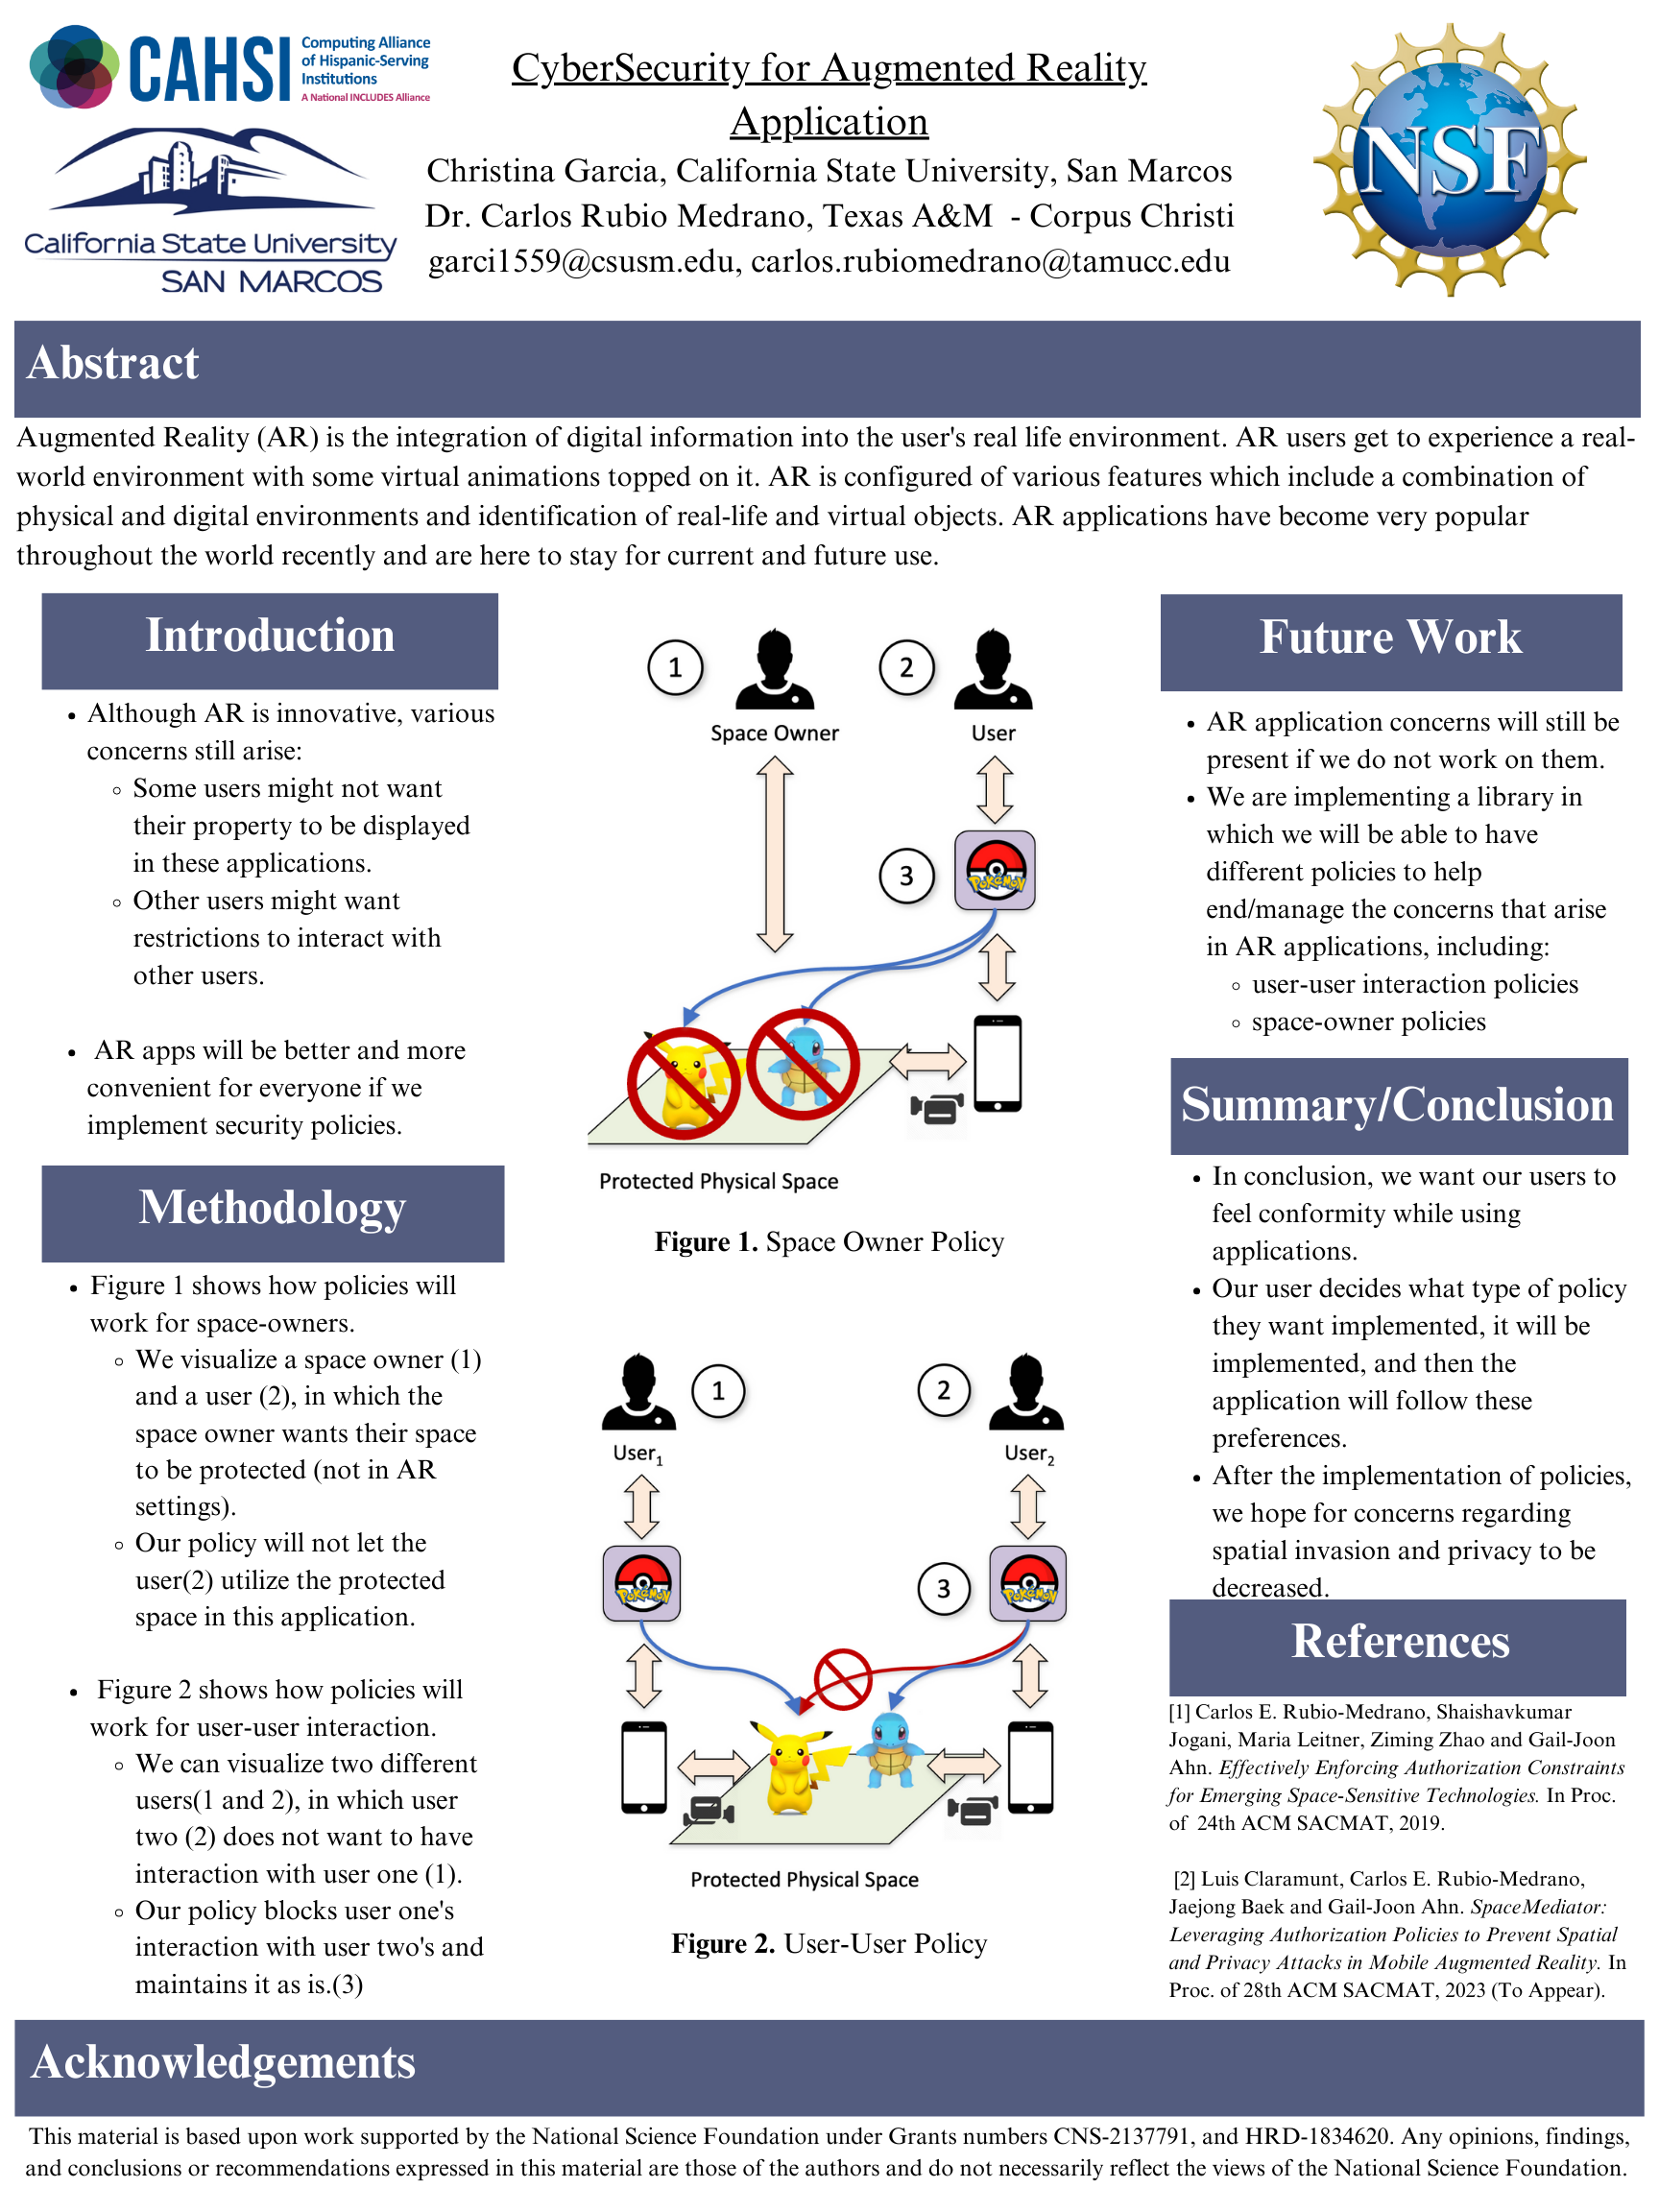 CAHSI
Computing Alliance
of Hispanic-Serving
Institutions
A National INCLUDES Alliance
California State University
SAN MARCOS
CyberSecurity for Augmented Reality
Application
Christina Garcia, California State University, San Marcos
Dr. Carlos Rubio Medrano, Texas A&M - Corpus Christi
garci1559@csusm.edu, carlos.rubiomedrano@tamucc.edu
NSF
Abstract
Augmented Reality (AR) is the integration of digital information into the user's real life environment. AR users get to experience a real-
world environment with some virtual animations topped on it. AR is configured of various features which include a combination of
physical and digital environments and identification of real-life and virtual objects. AR applications have become very popular
throughout the world recently and are here to stay for current and future use.
Introduction
• Although AR is innovative, various
concerns still arise:
◦ Some users might not want
their property to be displayed
in these applications.
◦ Other users might want
restrictions to interact with
other users.
• AR apps will be better and more
convenient for everyone if we
implement security policies.
Methodology
• Figure 1 shows how policies will
work for space-owners.
◦ We visualize a space owner (1)
and a user (2), in which the
space owner wants their space
to be protected (not in AR
settings).
◦ Our policy will not let the
user(2) utilize the protected
space in this application.
• Figure 2 shows how policies will
work for user-user interaction.
◦ We can visualize two different
users(1 and 2), in which user
two (2) does not want to have
interaction with user one (1).
◦ Our policy blocks user one's
interaction with user two's and
maintains it as is.(3)
1
2
Space Owner
User
3
Pokémon
Protected Physical Space
Figure 1. Space Owner Policy
1
2
User1
User2
Pokémon
3
Pokémon
Protected Physical Space
Figure 2. User-User Policy
Future Work
• AR application concerns will still be
present if we do not work on them.
• We are implementing a library in
which we will be able to have
different policies to help
end/manage the concerns that arise
in AR applications, including:
◦ user-user interaction policies
◦ space-owner policies
Summary/Conclusion
• In conclusion, we want our users to
feel conformity while using
applications.
• Our user decides what type of policy
they want implemented, it will be
implemented, and then the
application will follow these
preferences.
• After the implementation of policies,
we hope for concerns regarding
spatial invasion and privacy to be
decreased.
References
[1] Carlos E. Rubio-Medrano, Shaishavkumar
Jogani, Maria Leitner, Ziming Zhao and Gail-Joon
Ahn. Effectively Enforcing Authorization Constraints
for Emerging Space-Sensitive Technologies. In Proc.
of 24th ACM SACMAT, 2019.
[2] Luis Claramunt, Carlos E. Rubio-Medrano,
Jaejong Baek and Gail-Joon Ahn. SpaceMediator:
Leveraging Authorization Policies to Prevent Spatial
and Privacy Attacks in Mobile Augmented Reality. In
Proc. of 28th ACM SACMAT, 2023 (To Appear).
Acknowledgements
This material is based upon work supported by the National Science Foundation under Grants numbers CNS-2137791, and HRD-1834620. Any opinions, findings,
and conclusions or recommendations expressed in this material are those of the authors and do not necessarily reflect the views of the National Science Foundation.